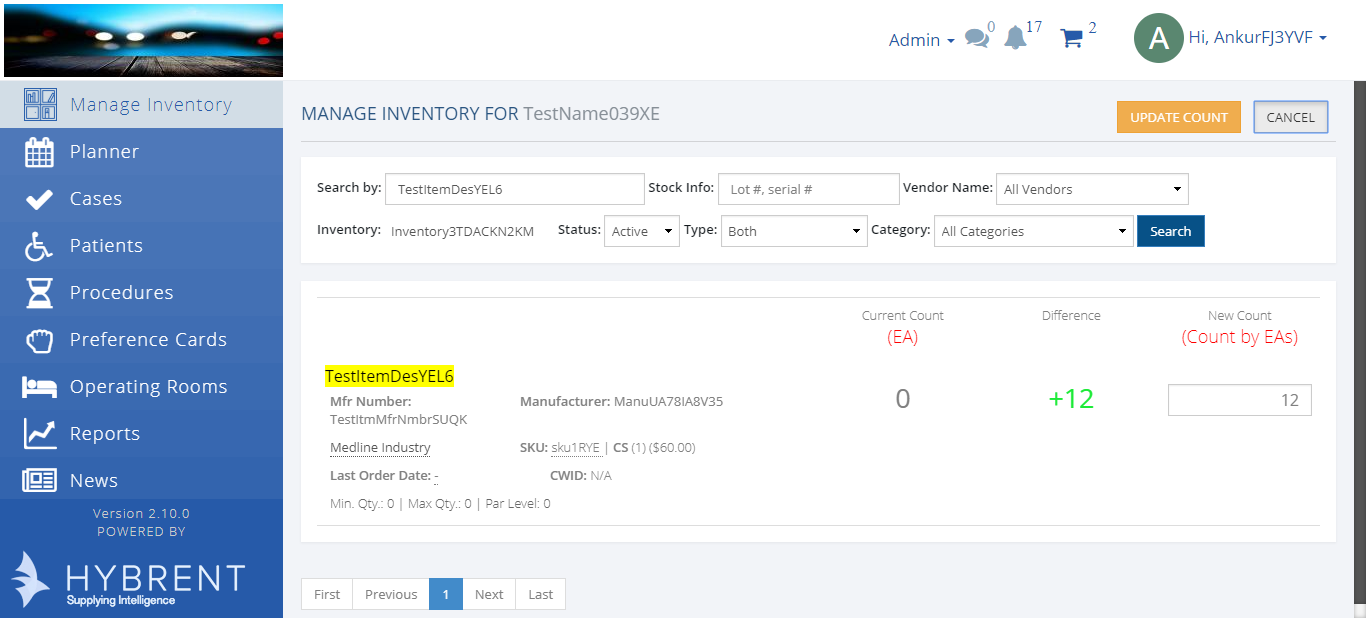 Admin 0 17 2 A Hi, AnkurFJ3YVF
Manage Inventory
Planner
Cases
Patients
Procedures
Preference Cards
Operating Rooms
Reports
News
Version 2.10.0
POWERED BY
HYBRENT
Supplying Intelligence
MANAGE INVENTORY FOR TestName039XE UPDATE COUNT CANCEL
Search by: TestItemDesYEL6 Stock Info: Lot #, serial # Vendor Name: All Vendors
Inventory: Inventory3TDACKN2KM Status: Active Type: Both Category: All Categories Search
Current Count Difference New Count
(EA) (Count by EAs)
TestItemDesYEL6
Mfr Number: Manufacturer: ManuUA78IA8V35 0 +12 12
TestItmMfrNmbrSUQK
Medline Industry SKU: sku1RYE | CS (1) ($60.00)
Last Order Date: - CWID: N/A
Min. Qty.: 0 | Max Qty.: 0 | Par Level: 0
First Previous 1 Next Last